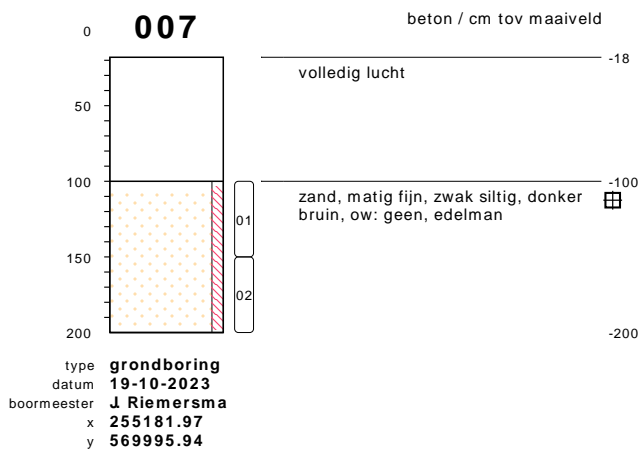 007
beton / cm tov maaiveld
0
-18
volledig lucht
50
100
-100
zand, matig fijn, zwak siltig, donker
bruin, ow: geen, edelman
01
150
02
200
-200
type grondboring
datum 19-10-2023
boormeester J. Riemersma
x 255181.97
y 569995.94